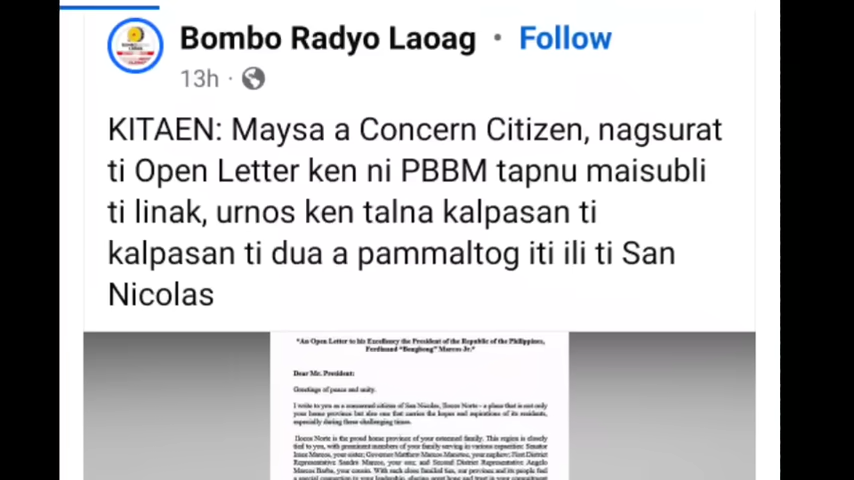 Bombo Radyo Laoag • Follow
13h ·
KITAEN: Maysa a Concern Citizen, nagsurat
ti Open Letter ken ni PBBM tapnu maisubli
ti linak, urnos ken talna kalpasan ti
kalpasan ti dua a pammaltog iti ili ti San
Nicolas
"An Open Letter to his Excellency the President of the Republic of the Philippines,
Ferdinand "Bongbong" Marcos Jr."
Dear Mr. President:
Greetings of peace and unity.
I write to you as a concerned citizen of San Nicolas, Ilocos Norte - a place that is not only
your home province but also one that carries the hopes and aspirations of its residents,
especially during these challenging times.
Ilocos Norte is the proud home province of your esteemed family. This region is closely
tied to you, with prominent members of your family serving in various capacities: Senator
Imee Marcos, your sister; Governor Matthew Marcos Manotoc, your nephew; First District
Representative Sandro Marcos, your son; and Second District Representative Angelo
Marcos Barba, your cousin. With such close familial ties, our province and its people feel